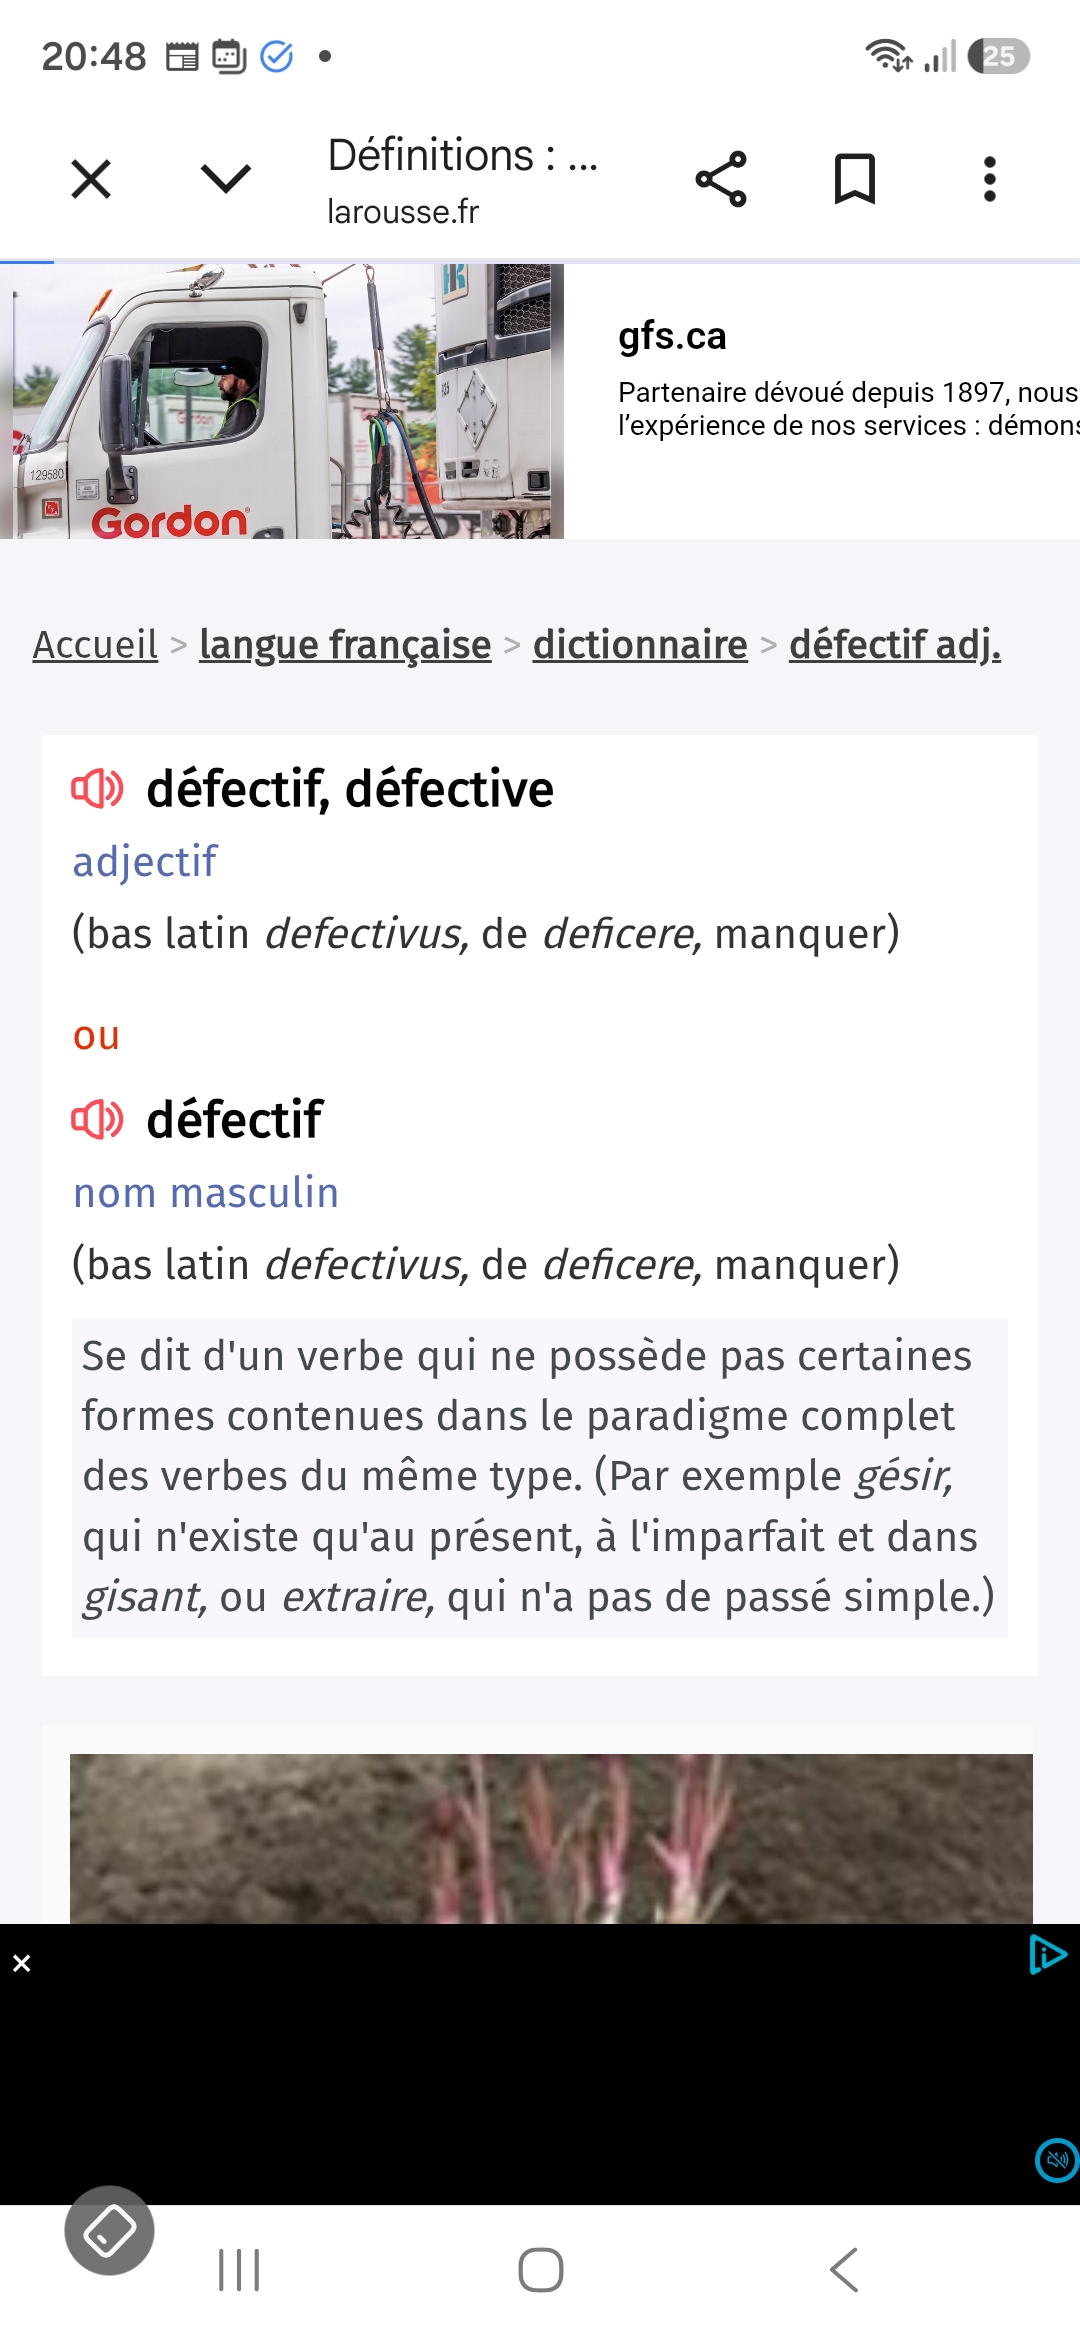 20:48
25
Définitions : ...
larousse.fr
129580
Gordon
gfs.ca
Partenaire dévoué depuis 1897, nous
l’expérience de nos services : démons
Accueil > langue française > dictionnaire > défectif adj.
défectif, défective
adjectif
(bas latin defectivus, de deficere, manquer)
ou
défectif
nom masculin
(bas latin defectivus, de deficere, manquer)
Se dit d'un verbe qui ne possède pas certaines
formes contenues dans le paradigme complet
des verbes du même type. (Par exemple gésir,
qui n'existe qu'au présent, à l'imparfait et dans
gisant, ou extraire, qui n'a pas de passé simple.)